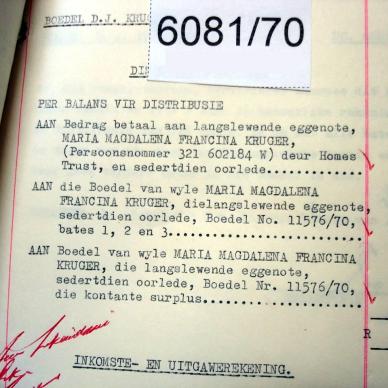 BOEDEL D.J. KRU
6081/70
DI
PER BALANS VIR DISTRIBUSIE
AAN Bedrag betaal aan langslewende eggenote,
MARIA MAGDALENA FRANCINA KRUGER,
(Persoonsnommer 321 602184 W) deur Homes
Trust, en sedertdien oorlede...............
AAN die Boedel van wyle MARIA MAGDALENA
FRANCINA KRUGER, dielangslewende eggenote,
sedertdien oorlede, Boedel No. 11576/70,
bates 1, 2 en 3............................
AAN Boedel van wyle MARIA MAGDALENA FRANCINA
KRUGER, die langslewende eggenote,
sedertdien oorlede, Boedel Nr. 11576/70,
die kontante surplus.......................
R
INKOMSTE- EN UITGAWEREKENING.